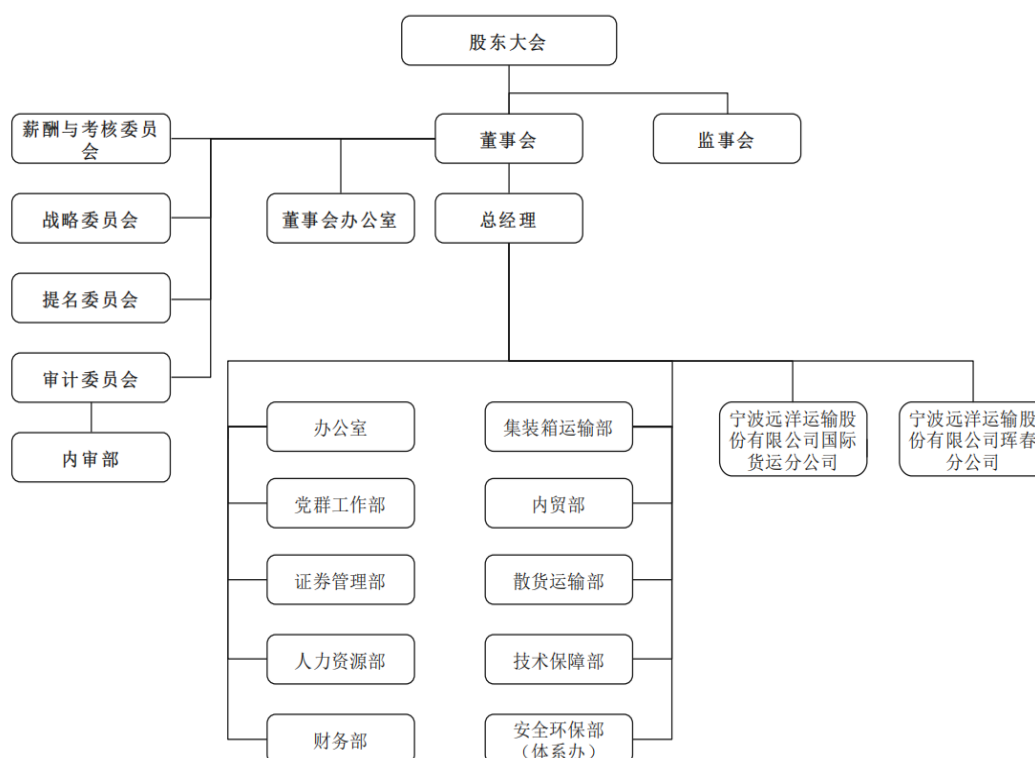 股东大会
薪酬与考核委员
会
董事会
监事会
战略委员会
董事会办公室
总经理
提名委员会
审计委员会
内审部
办公室
集装箱运输部
宁波远洋运输股
份有限公司国际
货运分公司
宁波远洋运输股
份有限公司珲春
分公司
党群工作部
内贸部
证券管理部
散货运输部
人力资源部
技术保障部
财务部
安全环保部
（体系办）